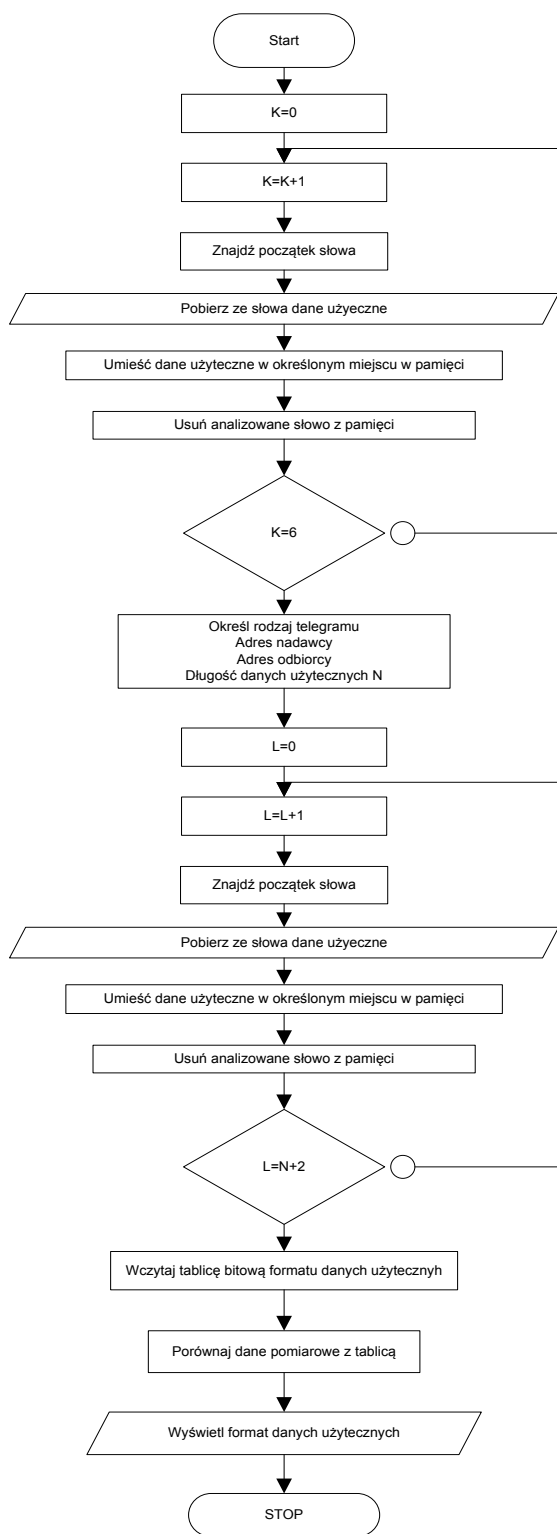 Start
K=0
K=K+1
Znajdź początek słowa
Pobierz ze słowa dane użyeczne
Umieść dane użyteczne w określonym miejscu w pamięci
Usuń analizowane słowo z pamięci
K=6
Określ rodzaj telegramu
Adres nadawcy
Adres odbiorcy
Długość danych użytecznych N
L=0
L=L+1
Znajdź początek słowa
Pobierz ze słowa dane użyeczne
Umieść dane użyteczne w określonym miejscu w pamięci
Usuń analizowane słowo z pamięci
L=N+2
Wczytaj tablicę bitową formatu danych użytecznyh
Porównaj dane pomiarowe z tablicą
Wyświetl format danych użytecznych
STOP